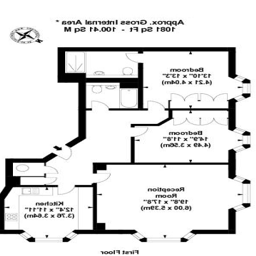 Approx. Gross Internal Area *
1081 Sq Ft - 100.41 Sq M
Bedroom
13'10" x 13'3"
(4.21 x 4.04m)
Bedroom
14'9" x 11'8"
(4.49 x 3.56m)
Reception
Room
19'8" x 17'8"
(6.00 x 5.39m)
Kitchen
12'4" x 11'11"
(3.76 x 3.64m)
First Floor